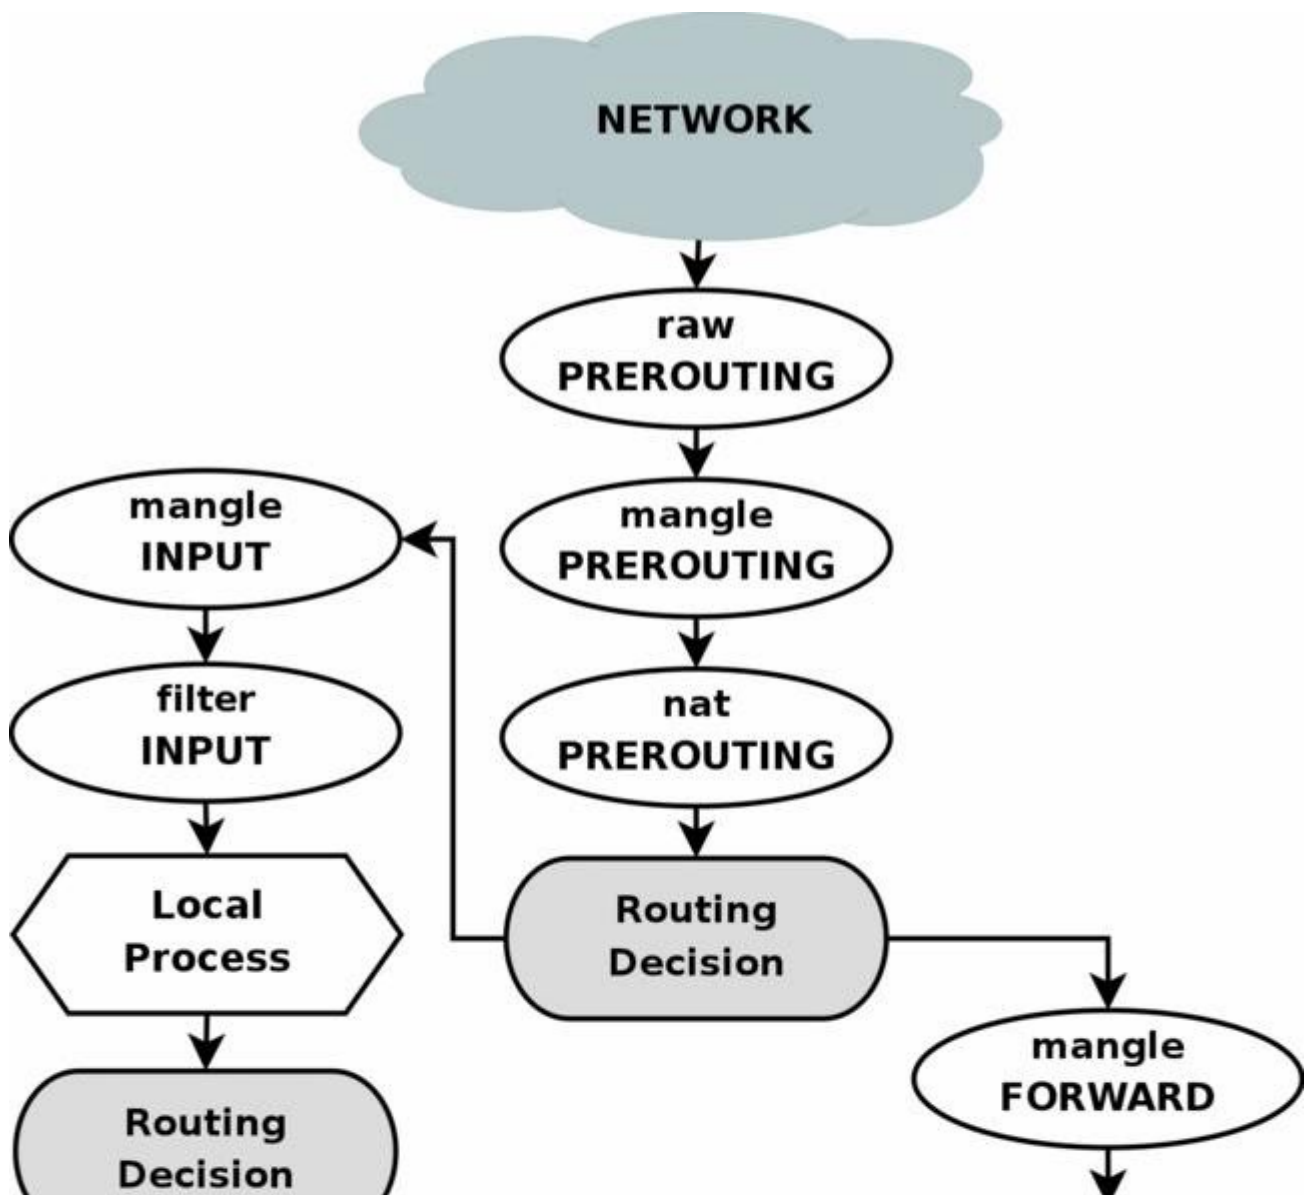 NETWORK
raw
PREROUTING
mangle
PREROUTING
nat
PREROUTING
Routing
Decision
mangle
INPUT
filter
INPUT
Local
Process
Routing
Decision
mangle
FORWARD